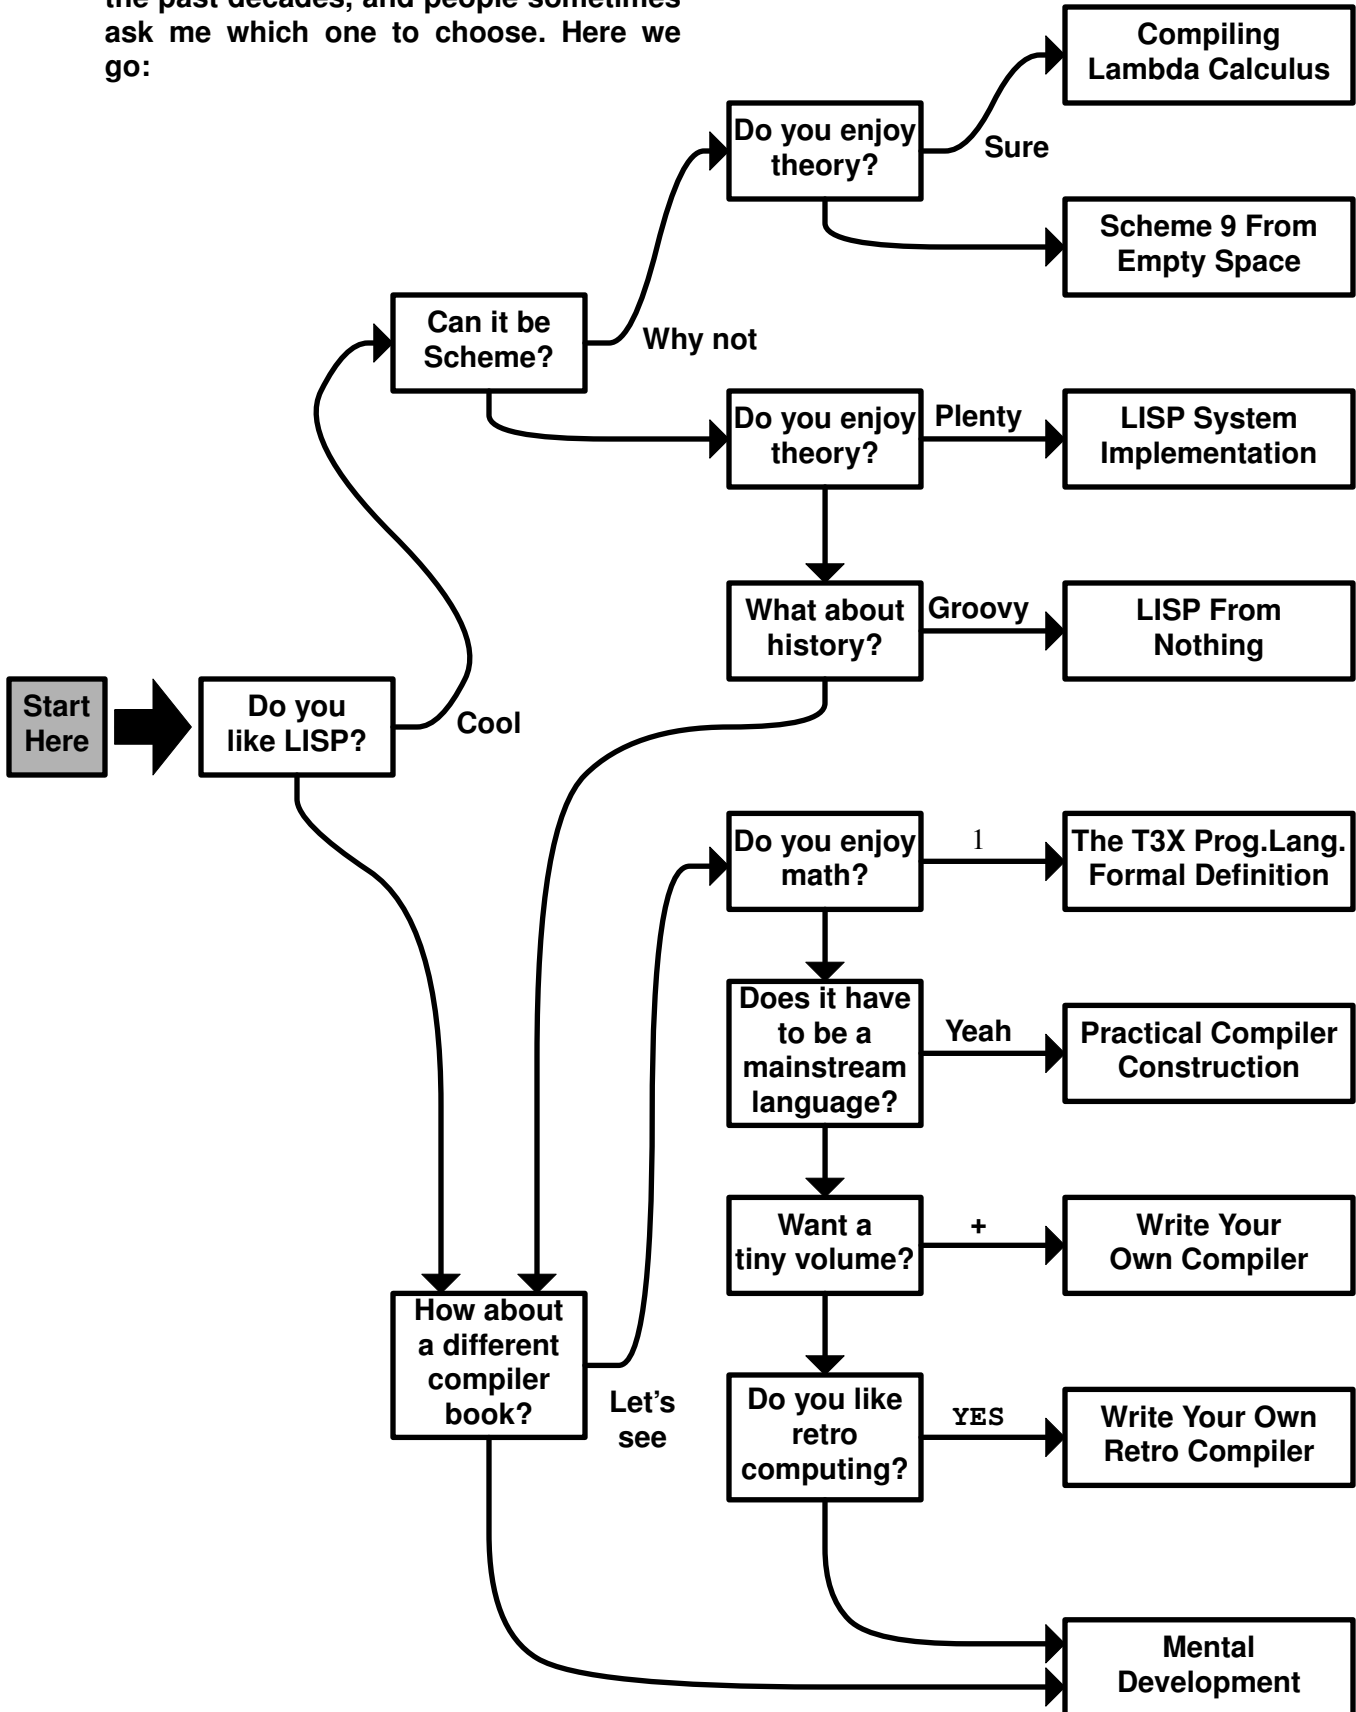 the past decades, and people sometimes
ask me which one to choose. Here we
go:
Compiling
Lambda Calculus
Do you enjoy
theory?
Sure
Scheme 9 From
Empty Space
Can it be
Scheme?
Why not
Do you enjoy
theory?
Plenty
LISP System
Implementation
What about
history?
Groovy
LISP From
Nothing
Start
Here
Do you
like LISP?
Cool
Do you enjoy
math?
1
The T3X Prog.Lang.
Formal Definition
Does it have
to be a
mainstream
language?
Yeah
Practical Compiler
Construction
Want a
tiny volume?
+
Write Your
Own Compiler
How about
a different
compiler
book?
Let's
see
Do you like
retro
computing?
YES
Write Your Own
Retro Compiler
Mental
Development